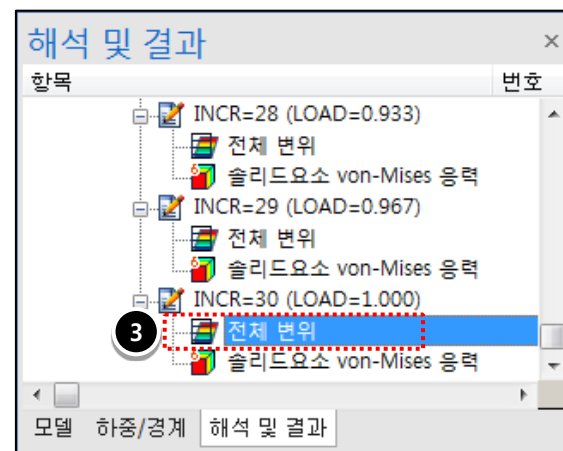 해석 및 결과
항목 번호
INCR=28 (LOAD=0.933)
전체 변위
솔리드요소 von-Mises 응력
INCR=29 (LOAD=0.967)
전체 변위
솔리드요소 von-Mises 응력
INCR=30 (LOAD=1.000)
3 전체 변위
솔리드요소 von-Mises 응력
모델 하중/경계 해석 및 결과